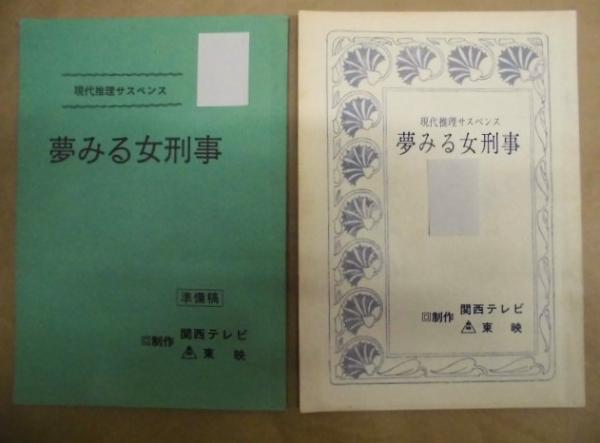 現代推理サスペンス
夢みる女刑事
準備稿
回制作
関西テレビ
東映
現代推理サスペンス
夢みる女刑事
回制作
関西テレビ
東映